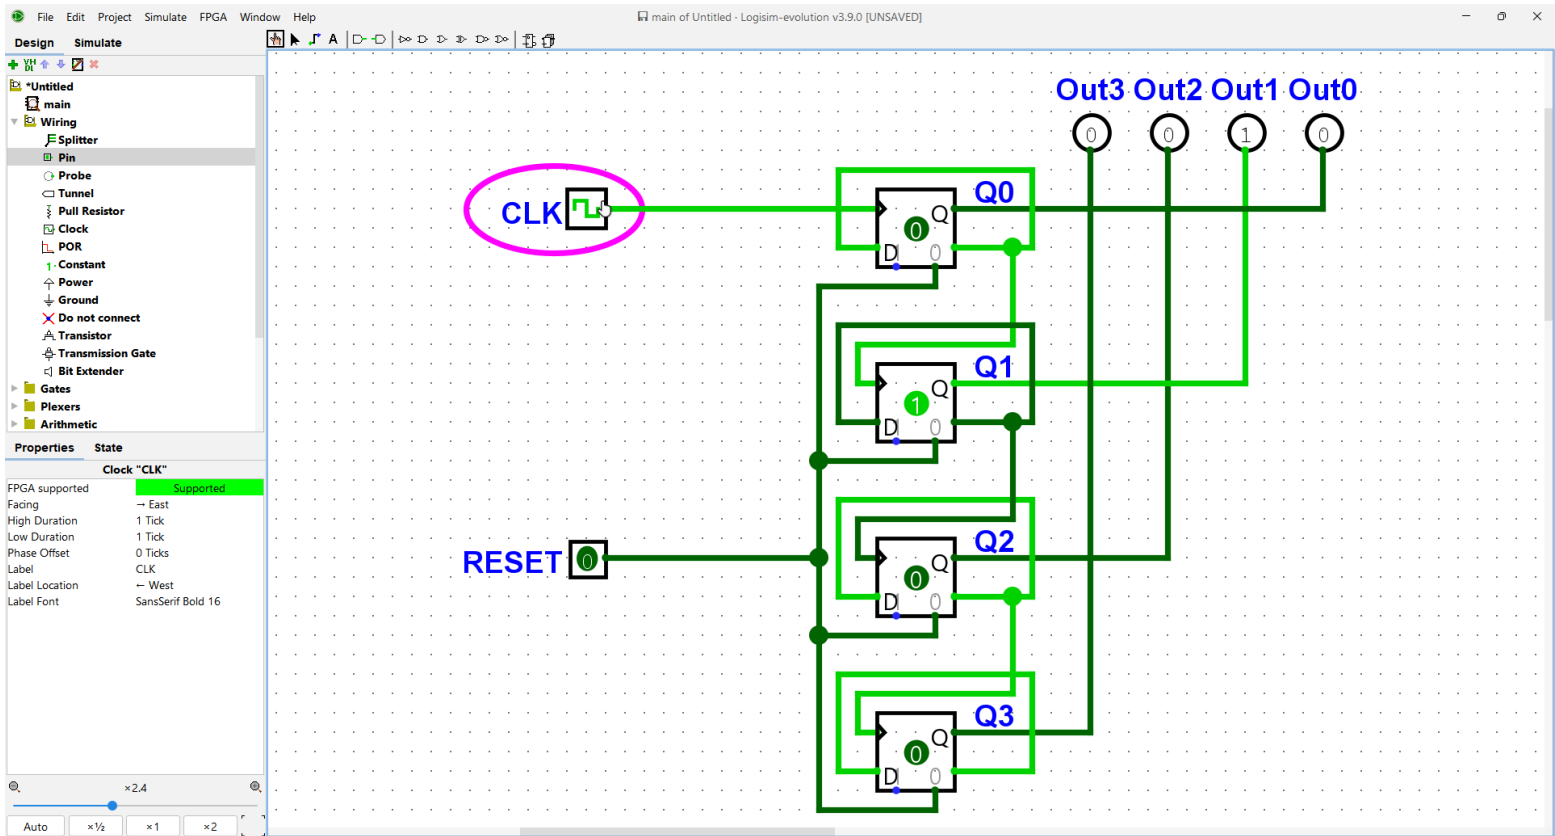 File Edit Project Simulate FPGA Window Help
main of Untitled · Logisim-evolution v3.9.0 [UNSAVED]
Design Simulate
A
VH
DL
*Untitled
main
Wiring
Splitter
Pin
Probe
Tunnel
Pull Resistor
Clock
POR
Constant
Power
Ground
Do not connect
Transistor
Transmission Gate
Bit Extender
Gates
Plexers
Arithmetic
Properties State
Clock "CLK"
FPGA supported Supported
Facing → East
High Duration 1 Tick
Low Duration 1 Tick
Phase Offset 0 Ticks
Label CLK
Label Location ← West
Label Font SansSerif Bold 16
×2.4
Auto ×½ ×1 ×2
Out3 Out2 Out1 Out0
0 0 1 0
CLK
Q0
Q
0
D 0
Q1
Q
1
D 0
RESET 0
Q2
Q
0
D 0
Q3
Q
0
D 0